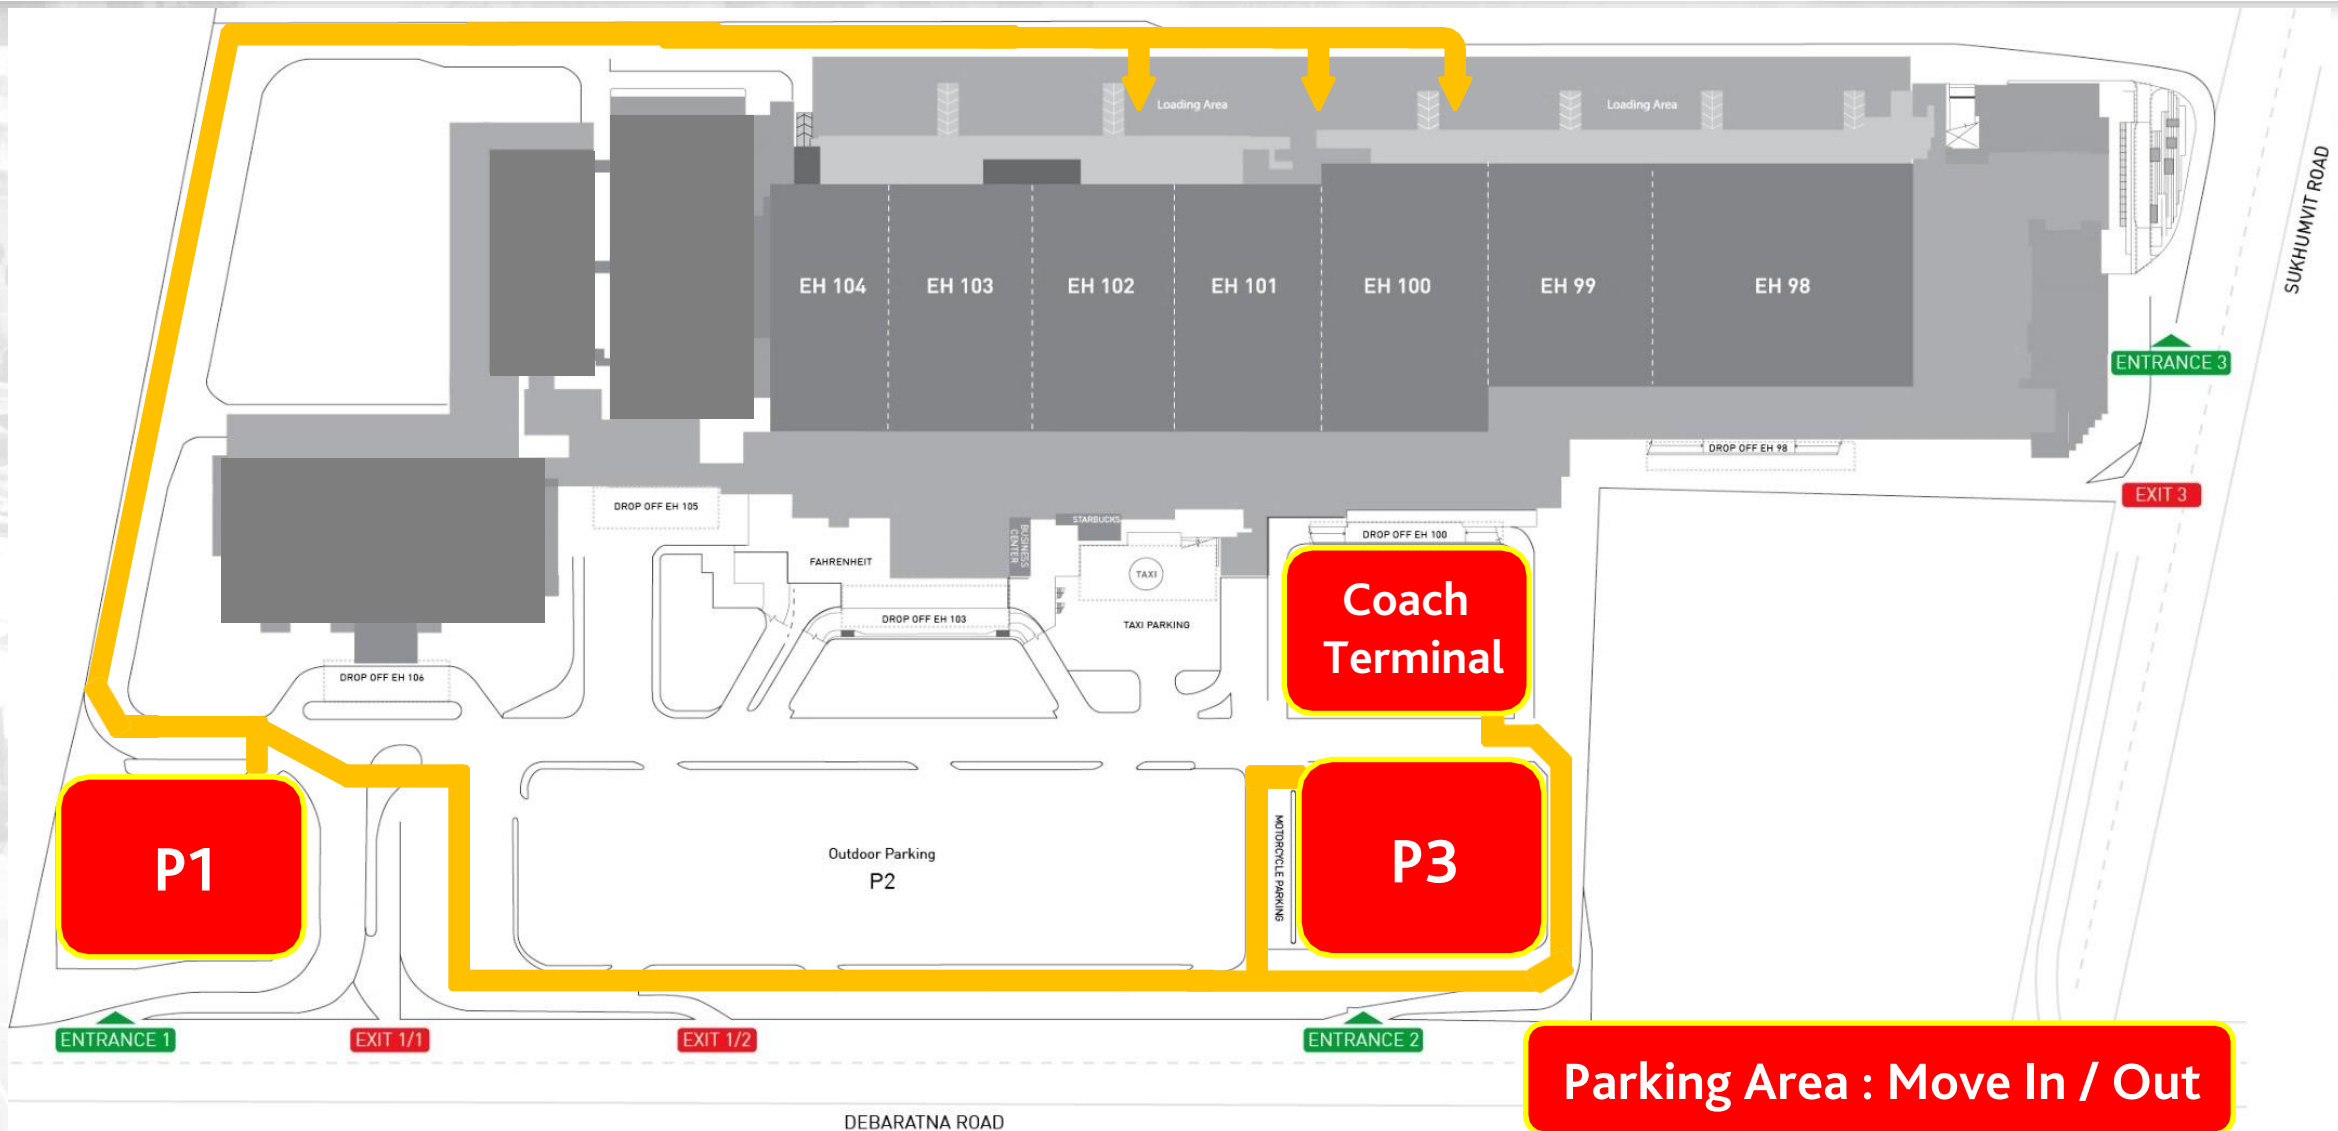 Loading Area
Loading Area
SUKHUMVIT ROAD
EH 104
EH 103
EH 102
EH 101
EH 100
EH 99
EH 98
ENTRANCE 3
DROP OFF EH 98
EXIT 3
DROP OFF EH 105
BUSINESS
CENTER
STARBUCKS
DROP OFF EH 100
FAHRENHEIT
TAXI
Coach
Terminal
DROP OFF EH 103
TAXI PARKING
DROP OFF EH 106
P1
Outdoor Parking
P2
MOTORCYCLE PARKING
P3
ENTRANCE 1
EXIT 1/1
EXIT 1/2
ENTRANCE 2
Parking Area : Move In / Out
DEBARATNA ROAD